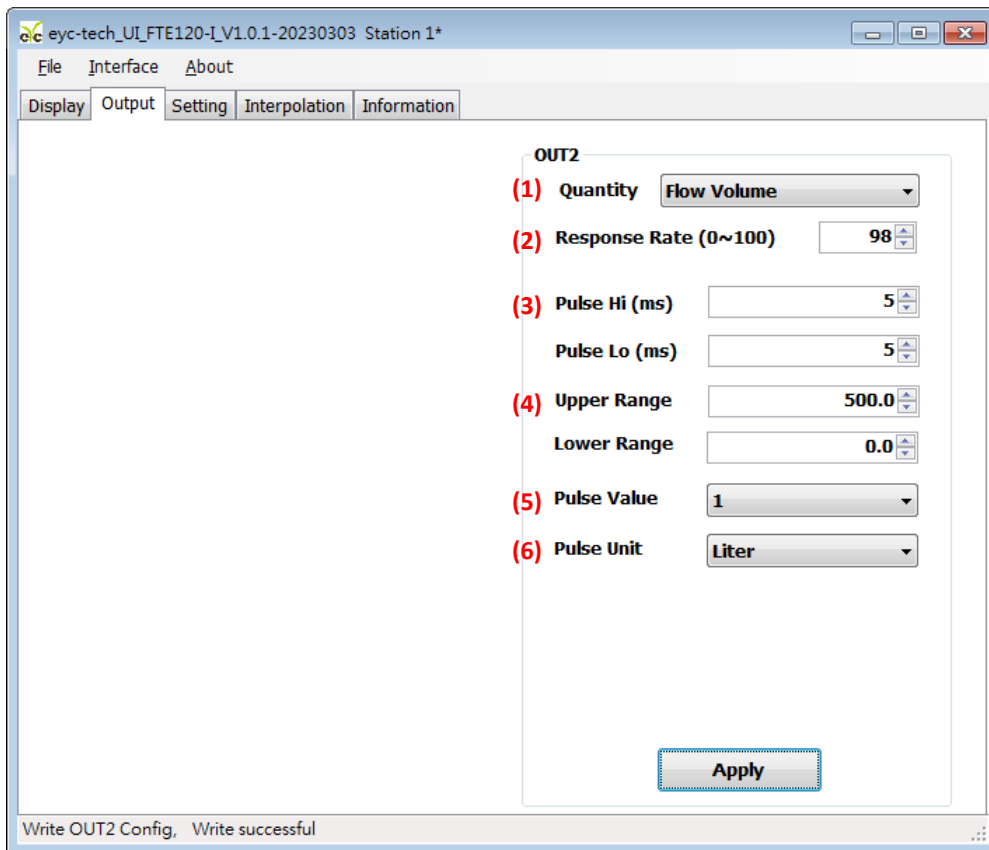 eyc eyc-tech_UI_FTE120-I_V1.0.1-20230303 Station 1*
File Interface About
Display Output Setting Interpolation Information
OUT2
(1) Quantity Flow Volume
(2) Response Rate (0~100) 98
(3) Pulse Hi (ms) 5
Pulse Lo (ms) 5
(4) Upper Range 500.0
Lower Range 0.0
(5) Pulse Value 1
(6) Pulse Unit Liter
Apply
Write OUT2 Config, Write successful